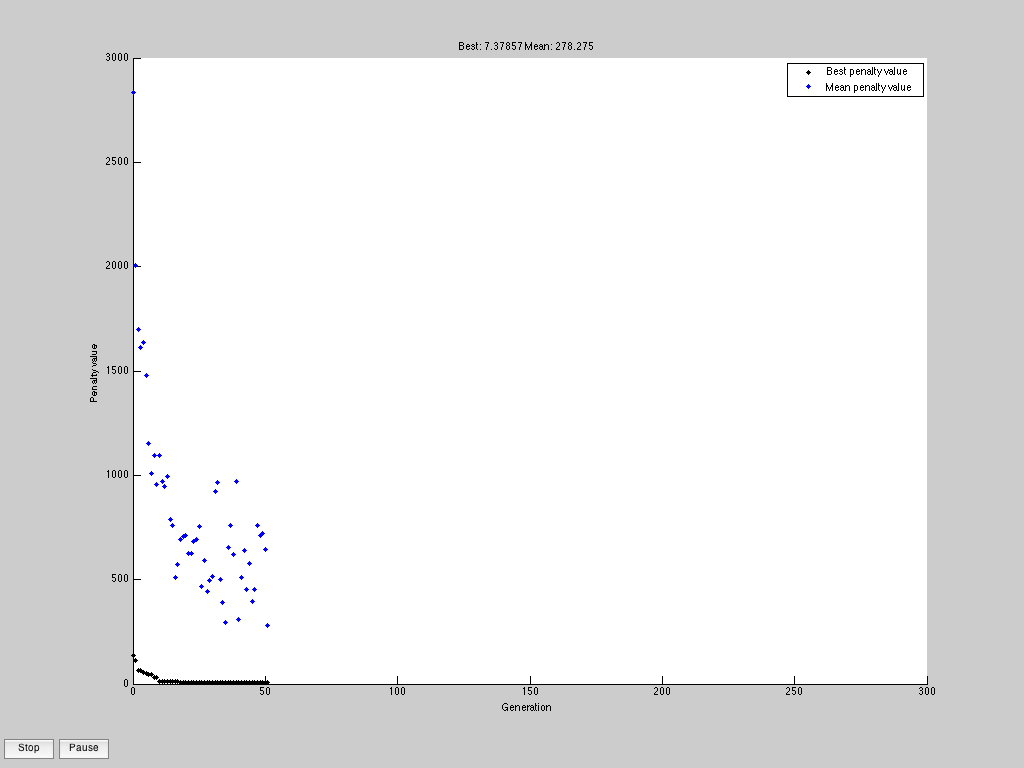 Best: 7.37857 Mean: 278.275
3000
Best penalty value
Mean penalty value
2500
2000
1500
Penalty value
1000
500
0
0 50 100 150 200 250 300
Generation
Stop Pause